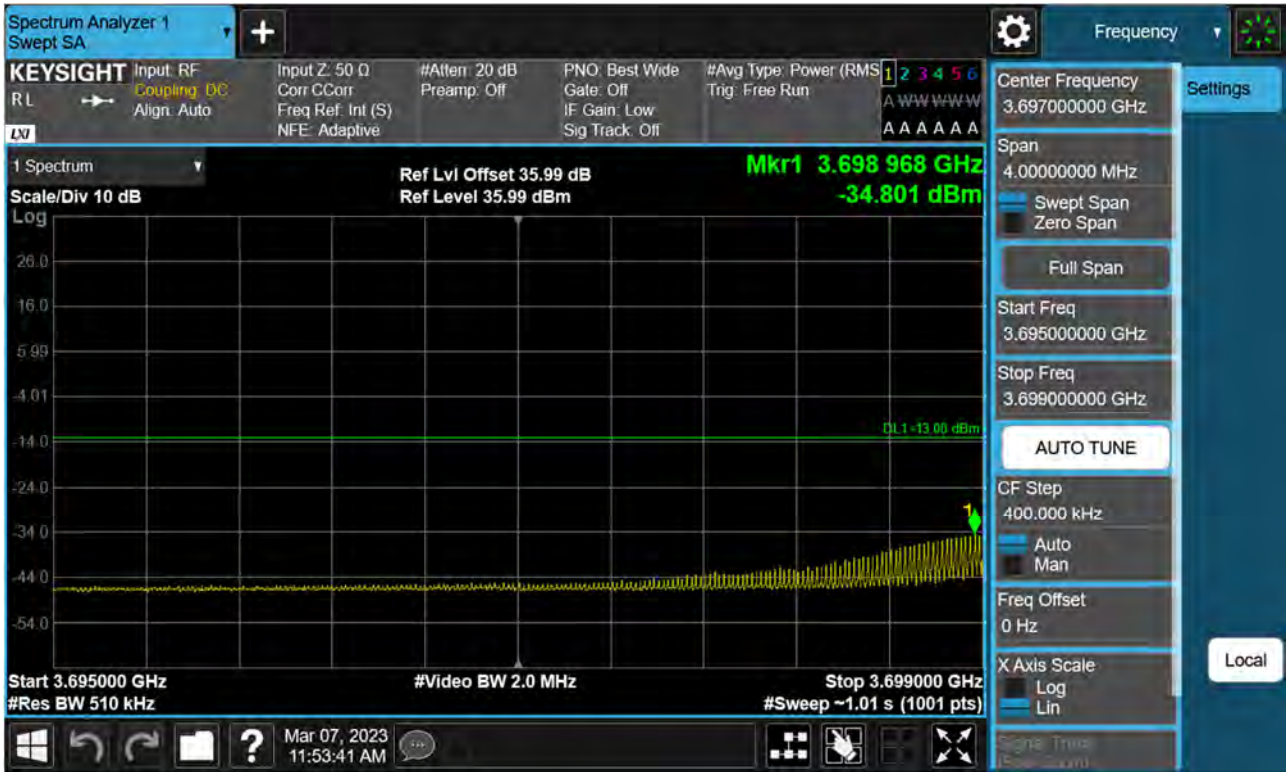 Spectrum Analyzer 1
Swept SA
Frequency
KEYSIGHT
R L
LXI
Input: RF
Coupling: DC
Align: Auto
Input Z: 50 Ω
Corr CCorr
Freq Ref: Int (S)
NFE: Adaptive
#Atten: 20 dB
Preamp: Off
PNO: Best Wide
Gate: Off
IF Gain: Low
Sig Track: Off
#Avg Type: Power (RMS
Trig: Free Run
1 2 3 4 5 6
A W W W W W
A A A A A A
1 Spectrum
Scale/Div 10 dB
Log
Ref Lvl Offset 35.99 dB
Ref Level 35.99 dBm
Mkr1 3.698 968 GHz
-34.801 dBm
26.0
16.0
5.99
-4.01
-14.0
-24.0
-34.0
-44.0
-54.0
DL1 -13.00 dBm
1
Start 3.695000 GHz
#Res BW 510 kHz
#Video BW 2.0 MHz
Stop 3.699000 GHz
#Sweep ~1.01 s (1001 pts)
Center Frequency
3.697000000 GHz
Span
4.00000000 MHz
Swept Span
Zero Span
Full Span
Start Freq
3.695000000 GHz
Stop Freq
3.699000000 GHz
AUTO TUNE
CF Step
400.000 kHz
Auto
Man
Freq Offset
0 Hz
X Axis Scale
Log
Lin
Settings
Local
?
Mar 07, 2023
11:53:41 AM